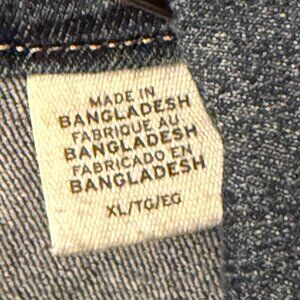 MADE IN
BANGLADESH
FABRIQUE AU
BANGLADESH
FABRICADO EN
BANGLADESH
XL/TG/EG